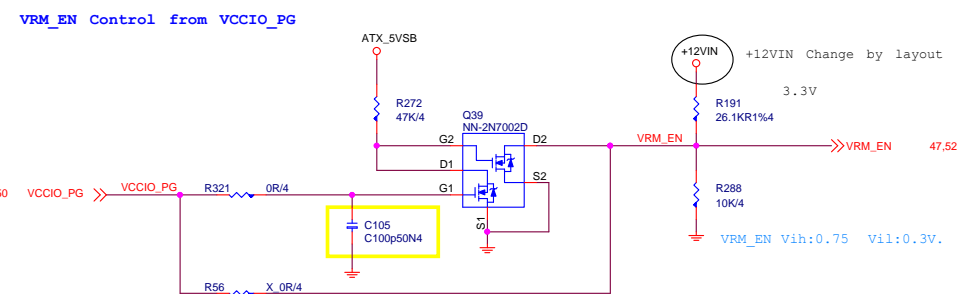 VRM_EN Control from VCCIO_PG
ATX_5VSB
+12VIN
+12VIN Change by layout
3.3V
R272
47K/4
Q39
NN-2N7002D
R191
26.1KR1%4
G2
D2
VRM_EN
VRM_EN
47,52
D1
S2
50
VCCIO_PG
VCCIO_PG
R321
0R/4
G1
R288
10K/4
S1
C105
C100p50N4
VRM_EN Vih:0.75 Vil:0.3V.
R56
X_0R/4